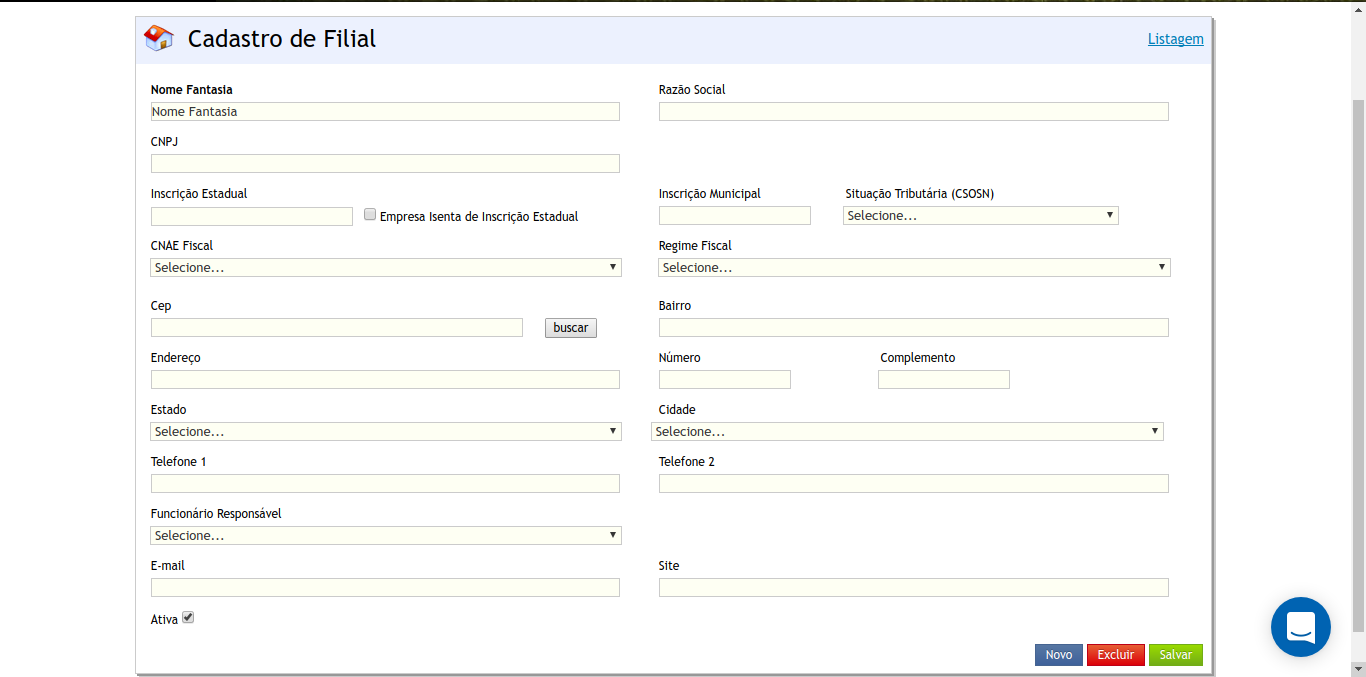 Cadastro de Filial
Listagem
Nome Fantasia Razão Social
Nome Fantasia
CNPJ
Inscrição Estadual Inscrição Municipal Situação Tributária (CSOSN)
Empresa Isenta de Inscrição Estadual Selecione...
CNAE Fiscal Regime Fiscal
Selecione... Selecione...
Cep Bairro
buscar
Endereço Número Complemento
Estado Cidade
Selecione... Selecione...
Telefone 1 Telefone 2
Funcionário Responsável
Selecione...
E-mail Site
Ativa
Novo Excluir Salvar